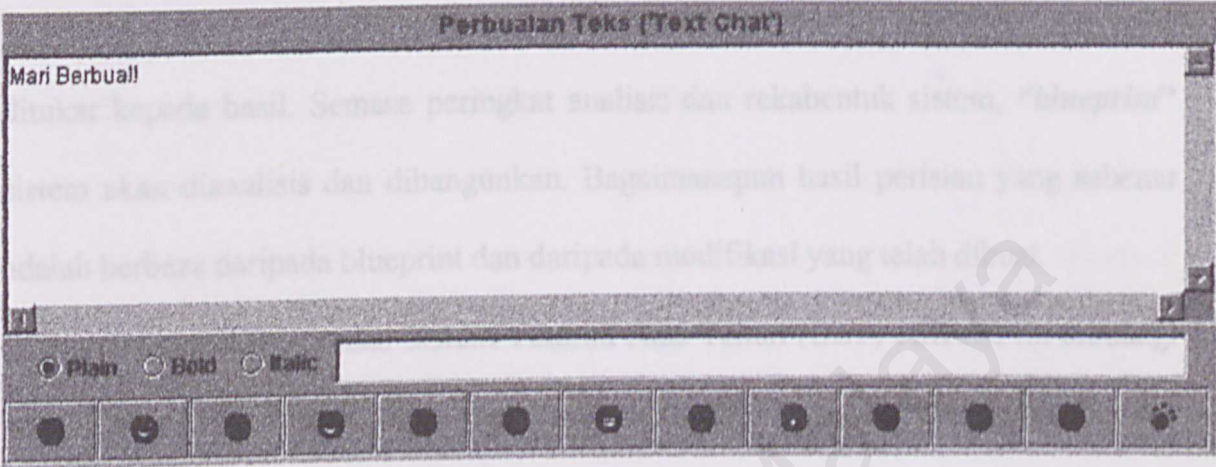 Perbualan Teks ('Text Chat')
Mari Berbual!
ditukar kepada hasil. Semasa peringkat analisis dan rekabentuk sistem, "blueprint"
sistem akan dianalisis dan dibangunkan. Bagaimanapun hasil perisian yang sebenar
adalah berbeza daripada blueprint dan daripada modifikasi yang telah dibuat
Plain Bold Italic